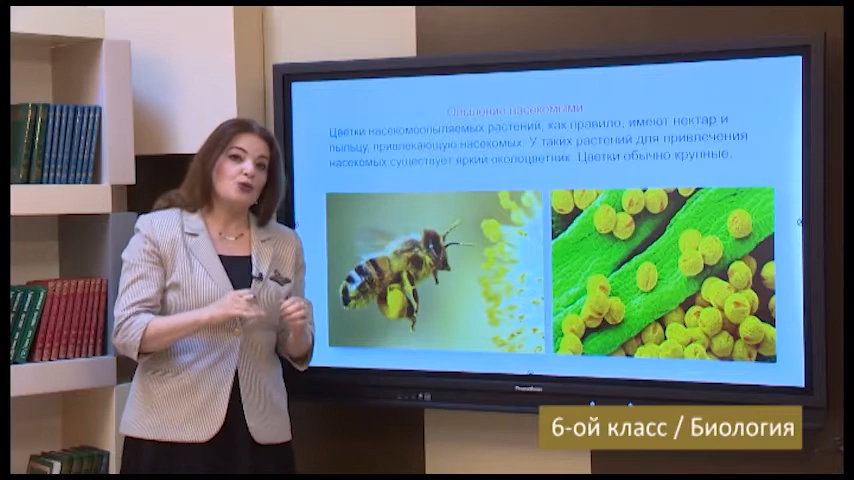 Опыление насекомыми
Цветки насекомоопыляемых растений, как правило, имеют нектар и
пыльцу, привлекающую насекомых. У таких растений для привлечения
насекомых существует яркий околоцветник. Цветки обычно крупные.
6-ой класс / Биология